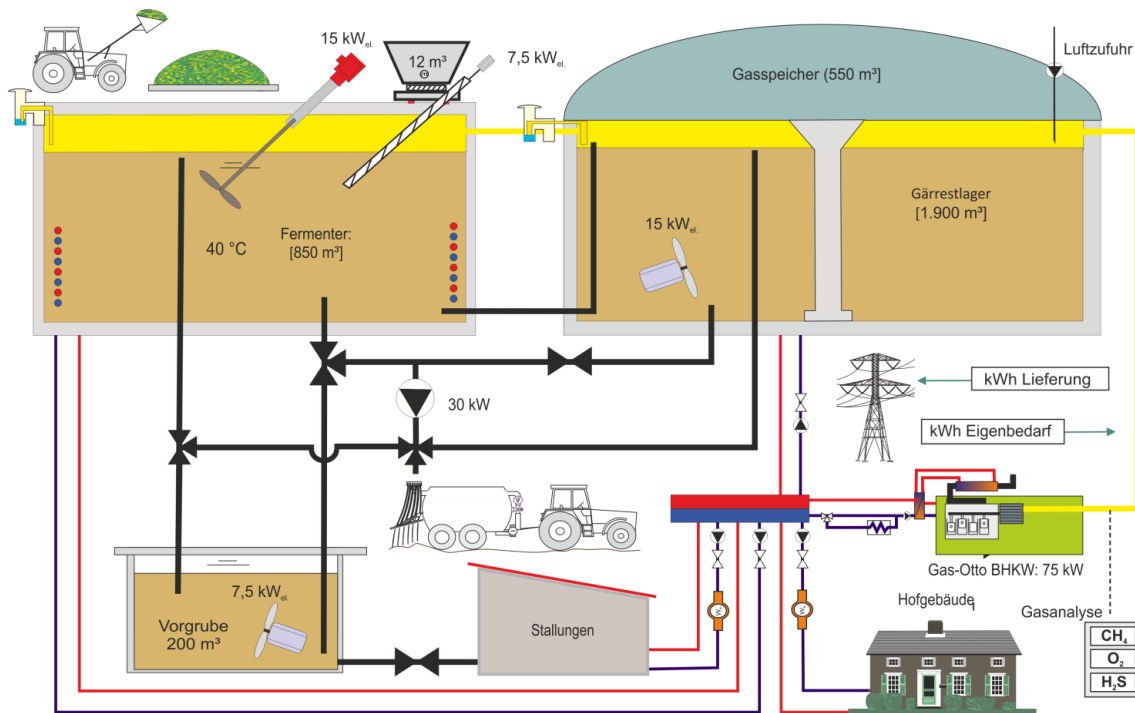 15 kWel.
12 m³
7,5 kWel.
Gasspeicher (550 m³]
Luftzufuhr
40 °C
Fermenter:
[850 m³]
15 kWel.
Gärrestlager
[1.900 m³]
30 kW
kWh Lieferung
kWh Eigenbedarf
Gas-Otto BHKW: 75 kW
7,5 kWel.
Vorgrube
200 m³
Stallungen
Hofgebäude
Gasanalyse
CH₄
O₂
H₂S